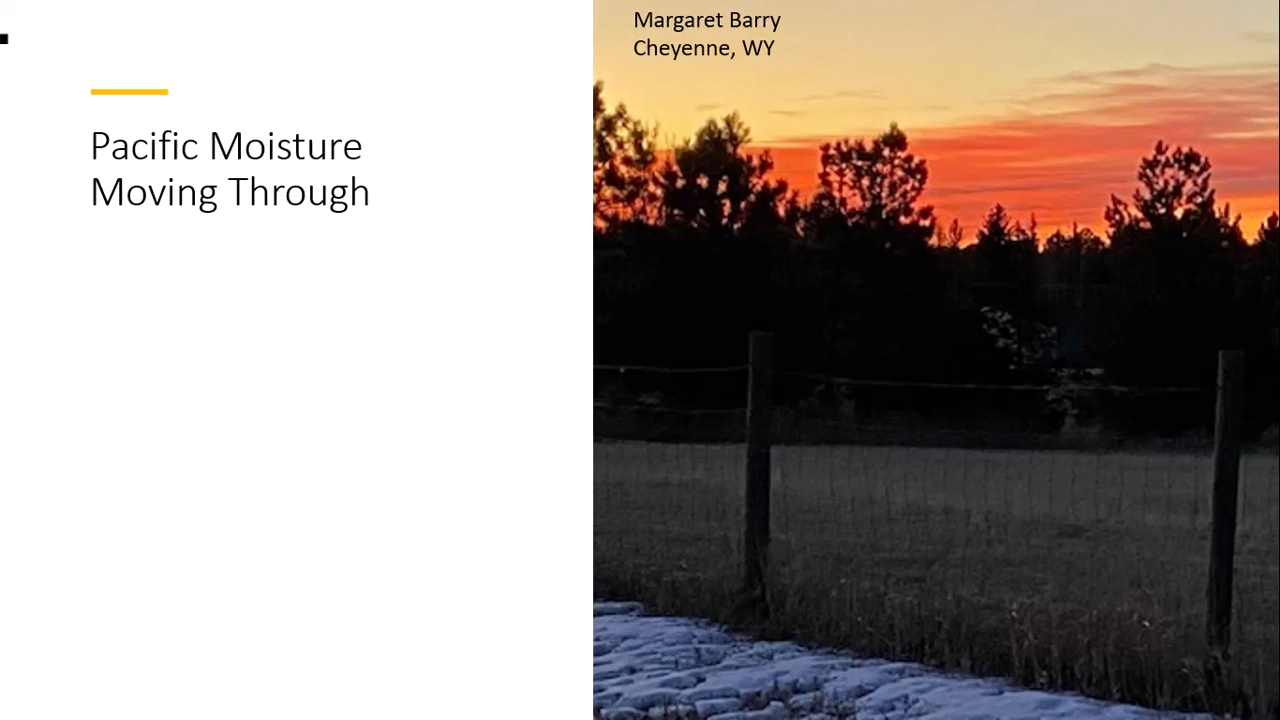 Pacific Moisture
Moving Through
Margaret Barry
Cheyenne, WY